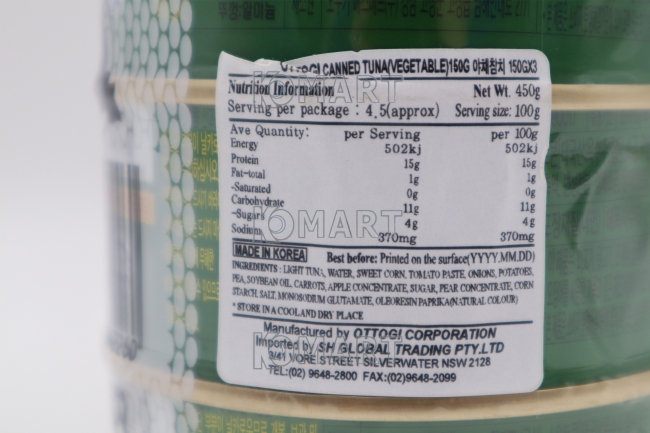 뚜껑:알미늄
OTTOGI CANNED TUNA(VEGETABLE)150G 야채참치 150GX3
Nutrition Information Net Wt. 450g
Serving per package : 4.5(approx) Serving size: 100g
Ave Quantity: per Serving per 100g
Energy 502kj 502kj
Protein 15g 15g
Fat-total 1g 1g
-Saturated 0g 0g
Carbohydrate 11g 11g
-Sugars 4g 4g
Sodium 370mg 370mg
MADE IN KOREA Best before: Printed on the surface(YYYY.MM.DD)
INGREDIENTS : LIGHT TUNA, WATER, SWEET CORN, TOMATO PASTE, ONIONS, POTATOES,
PEA, SOYBEAN OIL, CARROTS, APPLE CONCENTRATE, SUGAR, PEAR CONCENTRATE, CORN
STARCH, SALT, MONOSODIUM GLUTAMATE, OLEORESIN PAPRIKA(NATURAL COLOUR)
* STORE IN A COOL AND DRY PLACE
Manufactured by OTTOGI CORPORATION
Imported by SH GLOBAL TRADING PTY.LTD
3/41 VORE STREET SILVERWATER NSW 2128
TEL:(02) 9648-2800 FAX:(02)9648-2099
KOMART
KOMART
KOMART